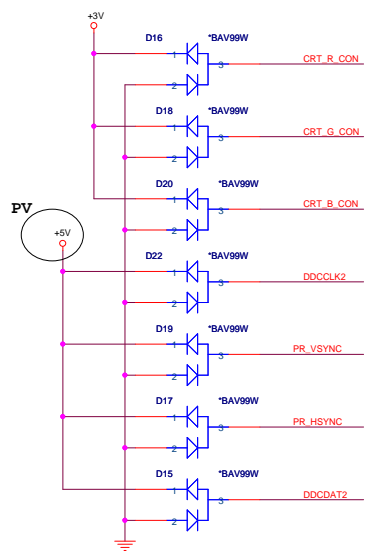 +3V
D16 *BAV99W
1
2
3
CRT_R_CON
D18 *BAV99W
1
2
3
CRT_G_CON
D20 *BAV99W
1
2
3
CRT_B_CON
PV
+5V
D22 *BAV99W
1
2
3
DDCCLK2
D19 *BAV99W
1
2
3
PR_VSYNC
D17 *BAV99W
1
2
3
PR_HSYNC
D15 *BAV99W
1
2
3
DDCDAT2